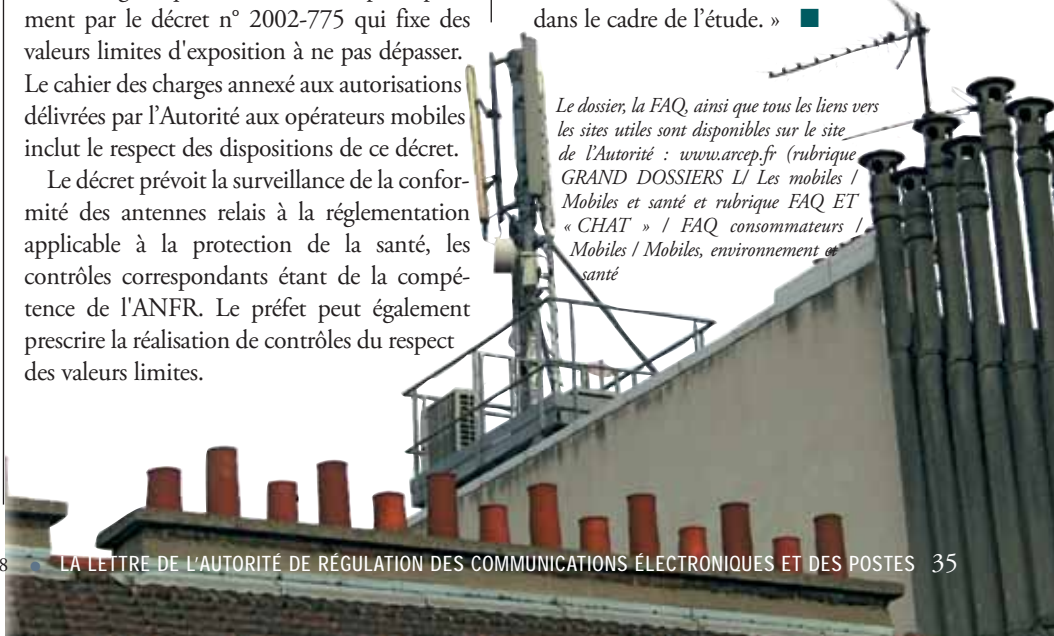 ment par le décret n° 2002-775 qui fixe des
valeurs limites d'exposition à ne pas dépasser.
Le cahier des charges annexé aux autorisations
délivrées par l'Autorité aux opérateurs mobiles
inclut le respect des dispositions de ce décret.
Le décret prévoit la surveillance de la confor-
mité des antennes relais à la réglementation
applicable à la protection de la santé, les
contrôles correspondants étant de la compé-
tence de l'ANFR. Le préfet peut également
prescrire la réalisation de contrôles du respect
des valeurs limites.
dans le cadre de l'étude. » ■
Le dossier, la FAQ, ainsi que tous les liens vers
les sites utiles sont disponibles sur le site
de l'Autorité : www.arcep.fr (rubrique
GRAND DOSSIERS L/ Les mobiles /
Mobiles et santé et rubrique FAQ ET
« CHAT » / FAQ consommateurs /
Mobiles / Mobiles, environnement et
santé
8 • LA LETTRE DE L'AUTORITÉ DE RÉGULATION DES COMMUNICATIONS ÉLECTRONIQUES ET DES POSTES 35